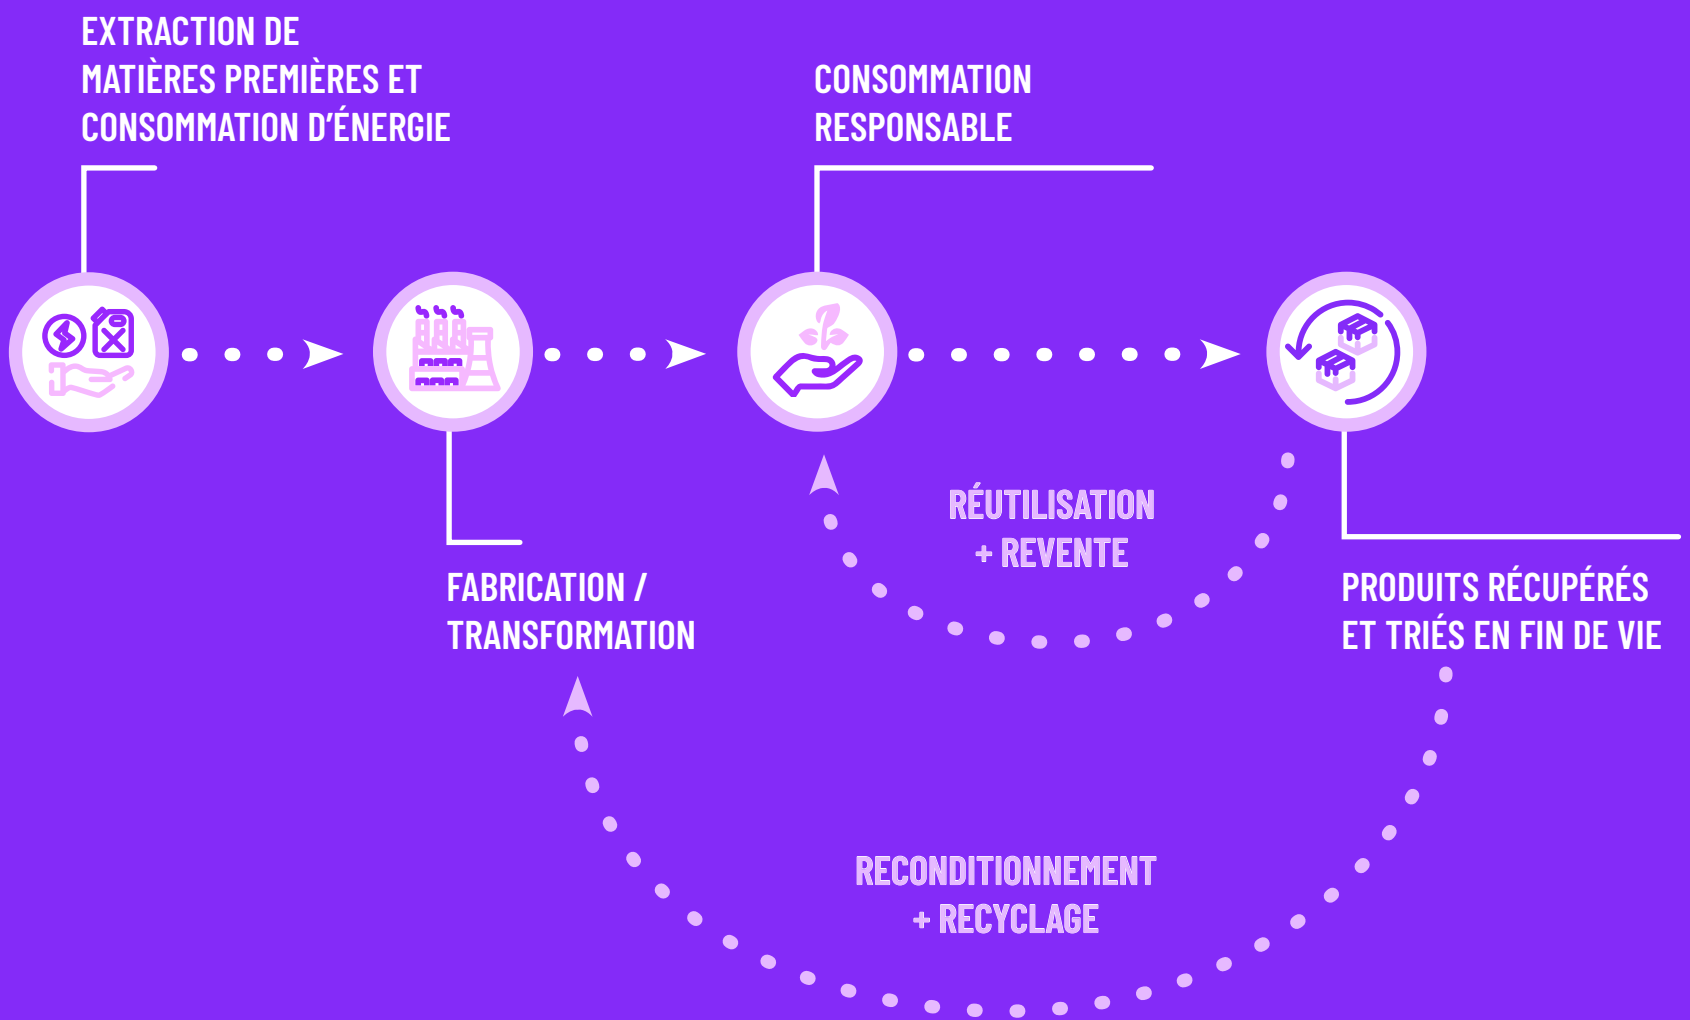 EXTRACTION DE
MATIÈRES PREMIÈRES ET
CONSOMMATION D’ÉNERGIE
CONSOMMATION
RESPONSABLE
FABRICATION /
TRANSFORMATION
RÉUTILISATION
+ REVENTE
PRODUITS RÉCUPÉRÉS
ET TRIÉS EN FIN DE VIE
RECONDITIONNEMENT
+ RECYCLAGE